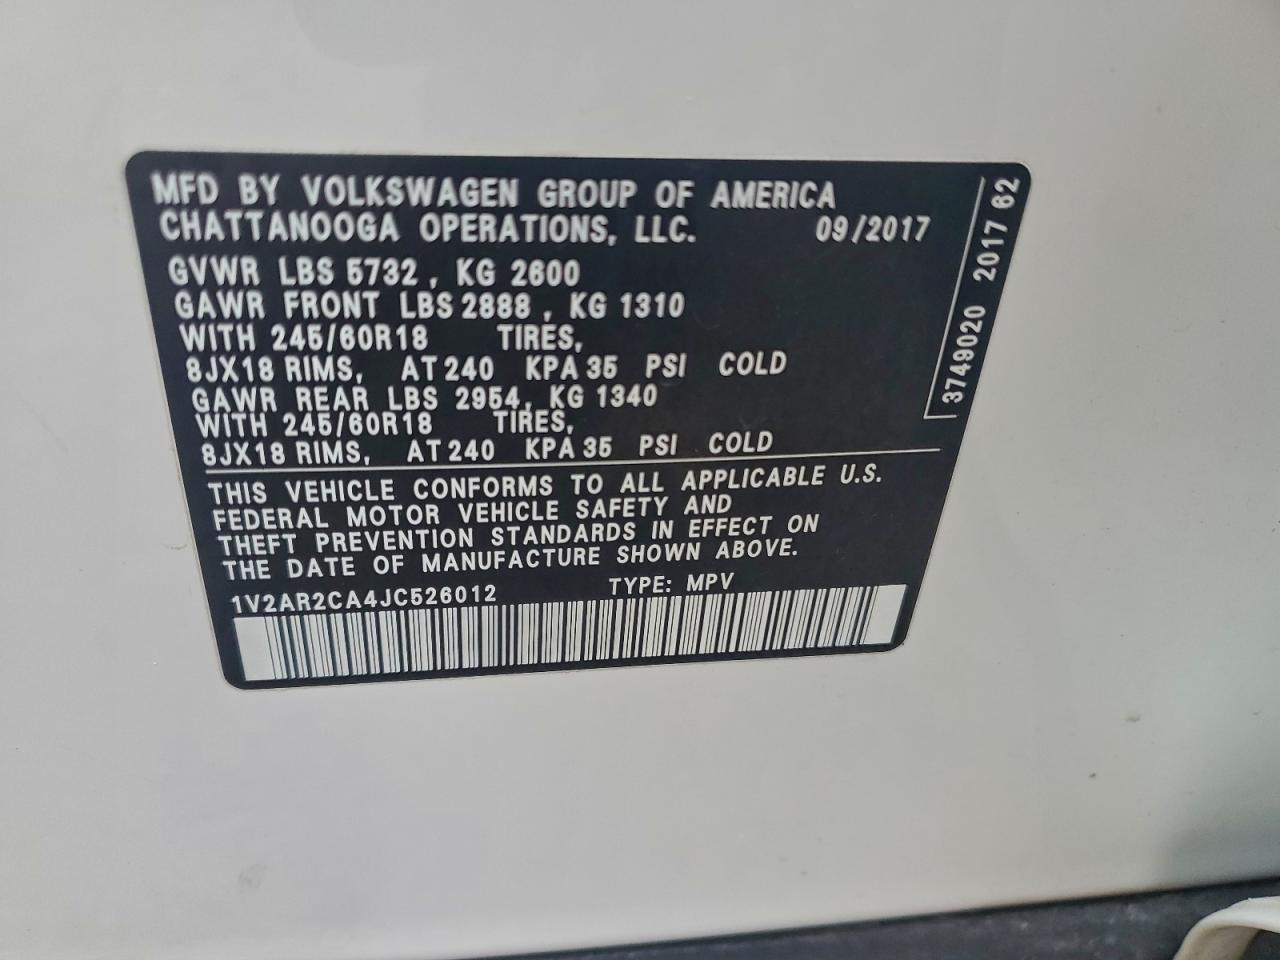 MFD BY VOLKSWAGEN GROUP OF AMERICA
CHATTANOOGA OPERATIONS, LLC. 09/2017
GVWR LBS 5732, KG 2600
GAWR FRONT LBS 2888, KG 1310
WITH 245/60R18 TIRES,
8JX18 RIMS, AT 240 KPA 35 PSI COLD
GAWR REAR LBS 2954, KG 1340
WITH 245/60R18 TIRES,
8JX18 RIMS, AT 240 KPA 35 PSI COLD
THIS VEHICLE CONFORMS TO ALL APPLICABLE U.S.
FEDERAL MOTOR VEHICLE SAFETY AND
THEFT PREVENTION STANDARDS IN EFFECT ON
THE DATE OF MANUFACTURE SHOWN ABOVE.
1V2AR2CA4JC526012 TYPE: MPV
3749020 2017 62